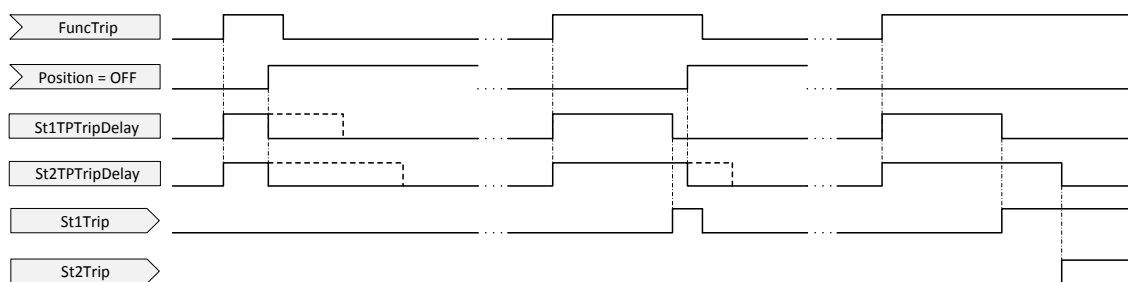 FuncTrip
Position = OFF
St1TPTripDelay
St2TPTripDelay
St1Trip
St2Trip